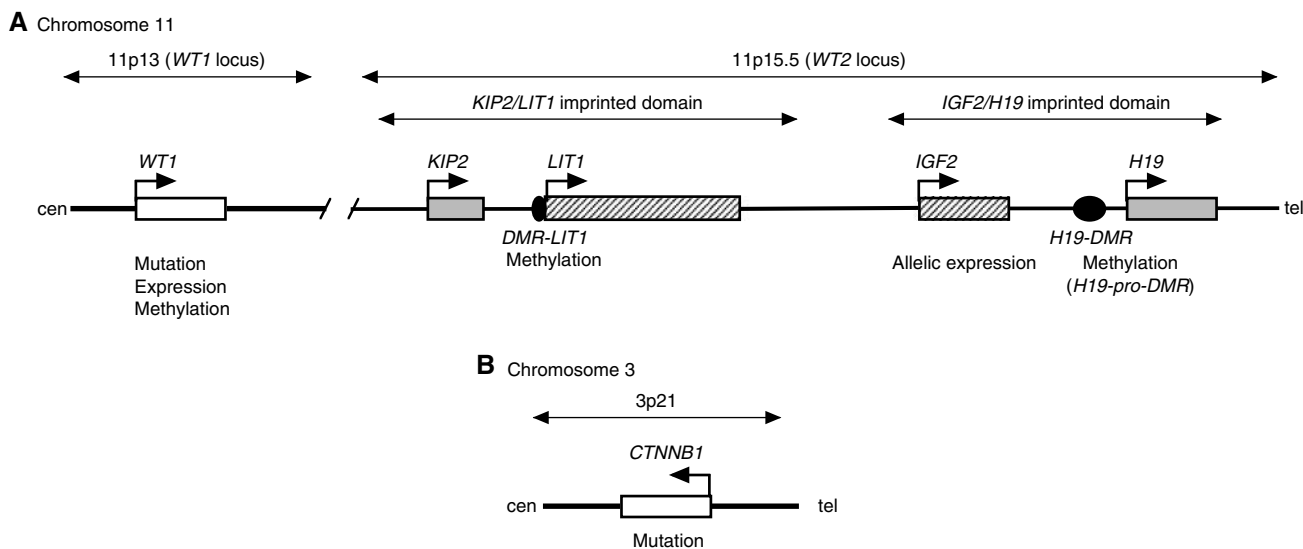 A Chromosome 11
11p13 (WT1 locus)
11p15.5 (WT2 locus)
KIP2/LIT1 imprinted domain
IGF2/H19 imprinted domain
WT1
KIP2
LIT1
IGF2
H19
cen
tel
DMR-LIT1
Methylation
H19-DMR
Mutation
Expression
Methylation
Allelic expression
Methylation
(H19-pro-DMR)
B Chromosome 3
3p21
CTNNB1
cen
tel
Mutation